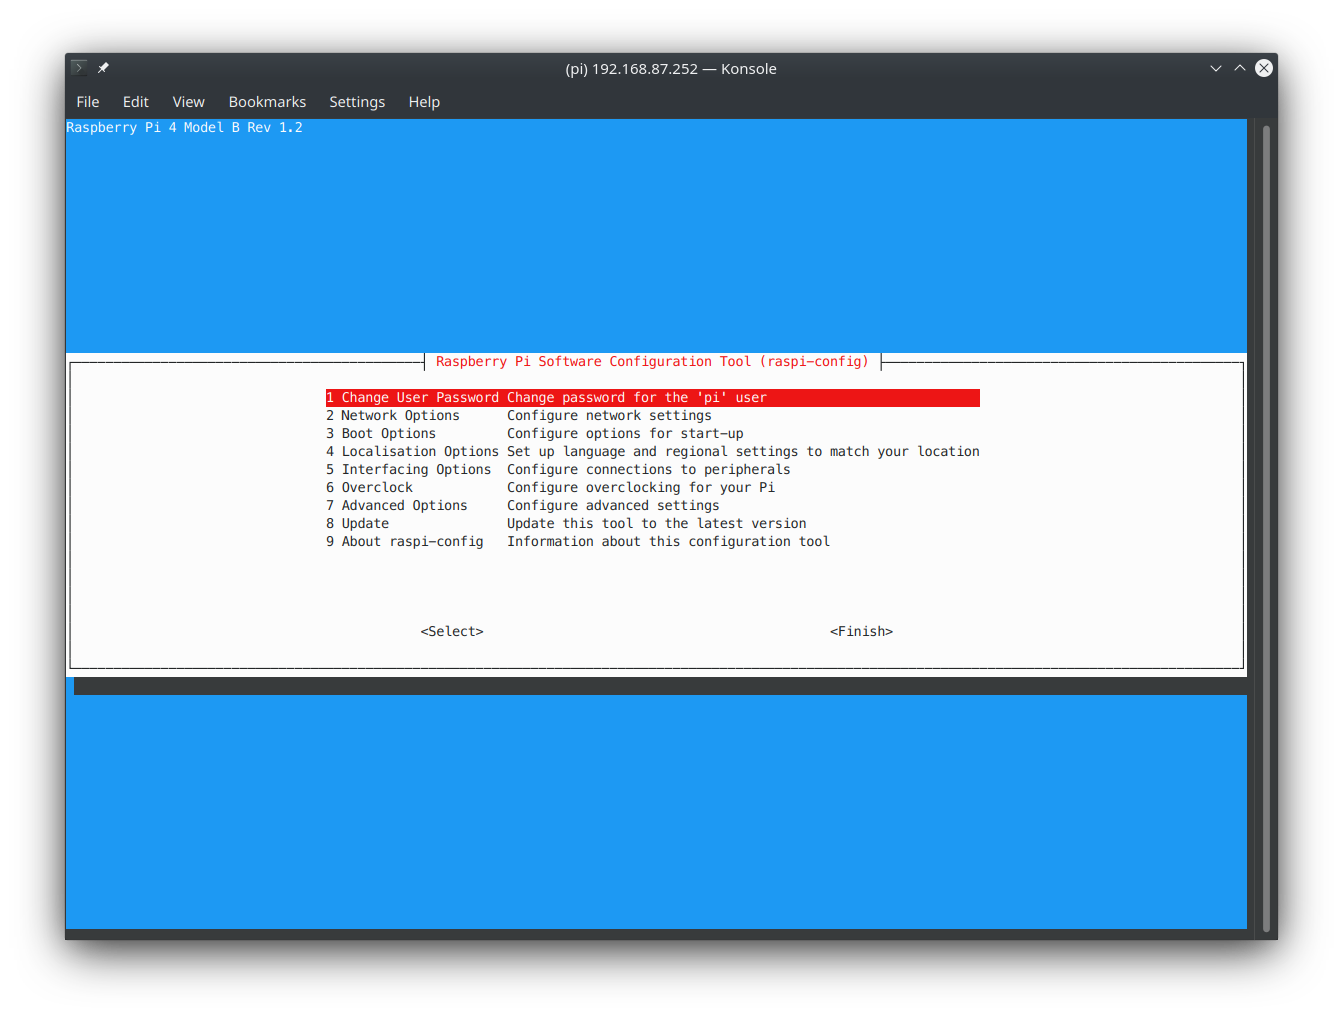 (pi) 192.168.87.252 — Konsole
File Edit View Bookmarks Settings Help
Raspberry Pi 4 Model B Rev 1.2
Raspberry Pi Software Configuration Tool (raspi-config)
1 Change User Password Change password for the 'pi' user
2 Network Options Configure network settings
3 Boot Options Configure options for start-up
4 Localisation Options Set up language and regional settings to match your location
5 Interfacing Options Configure connections to peripherals
6 Overclock Configure overclocking for your Pi
7 Advanced Options Configure advanced settings
8 Update Update this tool to the latest version
9 About raspi-config Information about this configuration tool
<Select> <Finish>